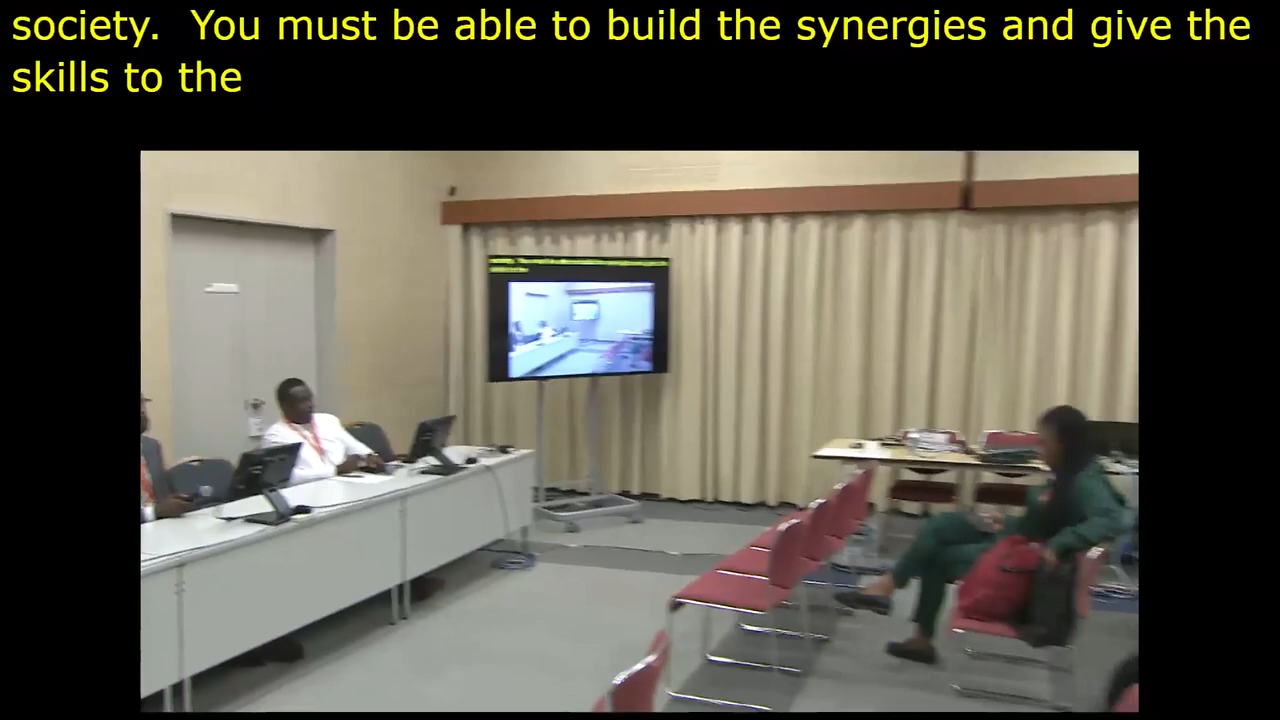 society.  You must be able to build the synergies and give the
skills to the